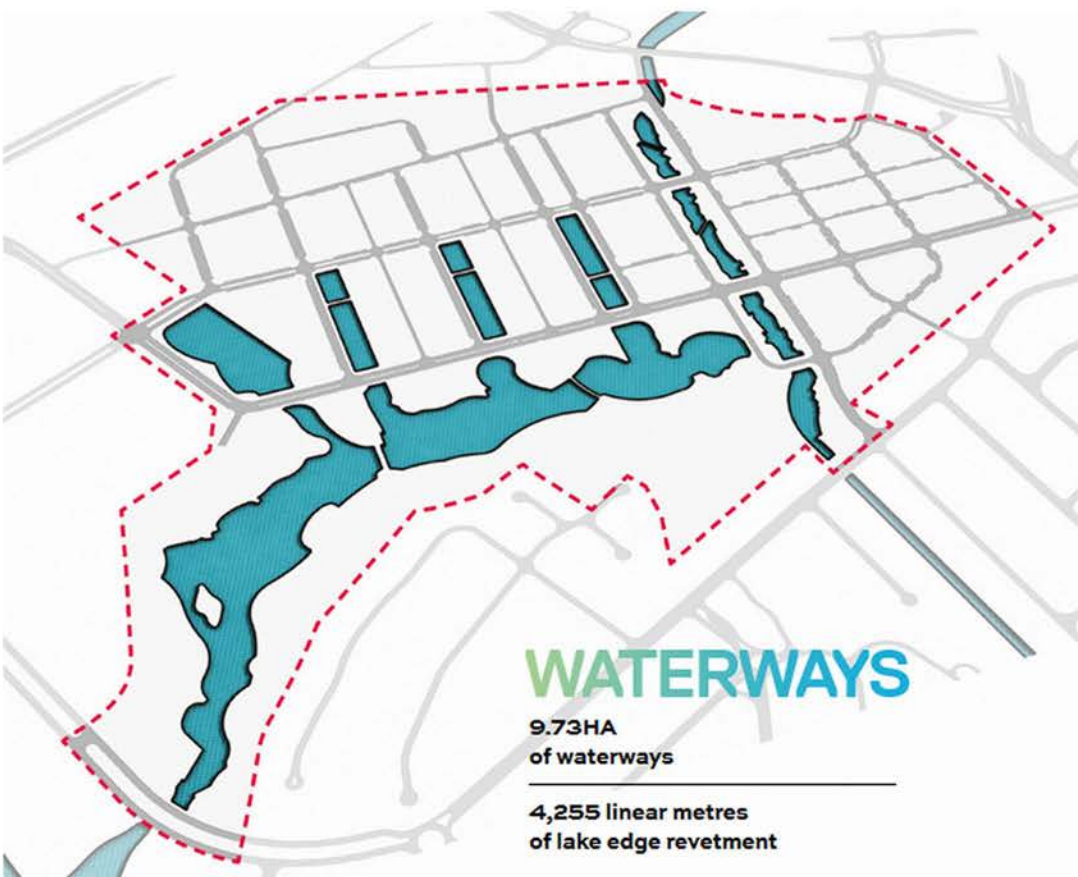 WATERWAYS
9.73HA
of waterways
4,255 linear metres
of lake edge revetment